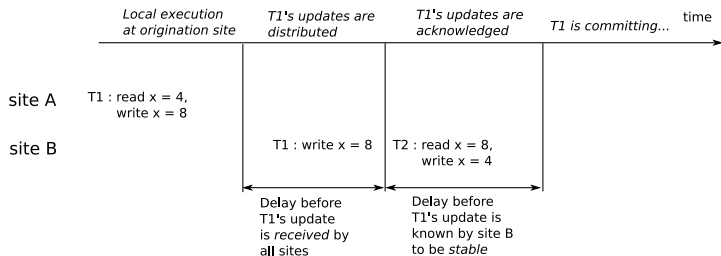 Local execution
at origination site
T1's updates are
distributed
T1's updates are
acknowledged
T1 is committing...
time
site A
T1 : read x = 4,
write x = 8
site B
T1 : write x = 8
T2 : read x = 8,
write x = 4
Delay before
T1's update
is received by
all sites
Delay before
T1's update is
known by site B
to be stable